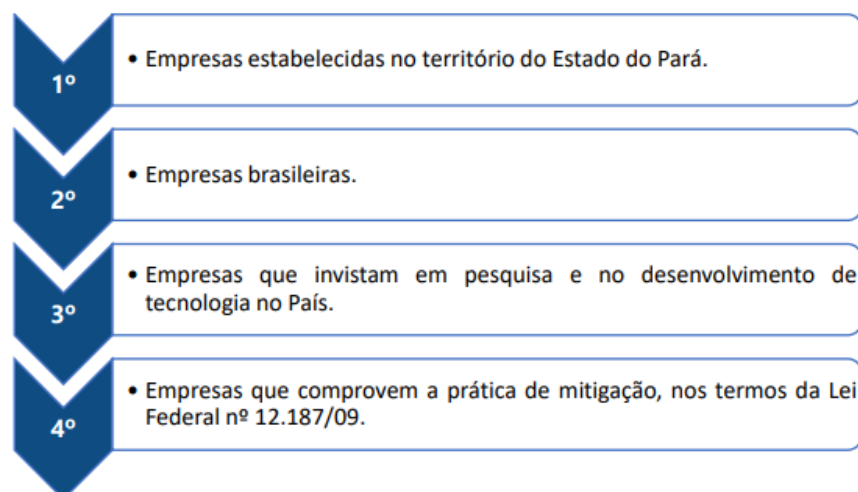 1º
• Empresas estabelecidas no território do Estado do Pará.
2º
• Empresas brasileiras.
3º
• Empresas que invistam em pesquisa e no desenvolvimento de
tecnologia no País.
4º
• Empresas que comprovem a prática de mitigação, nos termos da Lei
Federal nº 12.187/09.